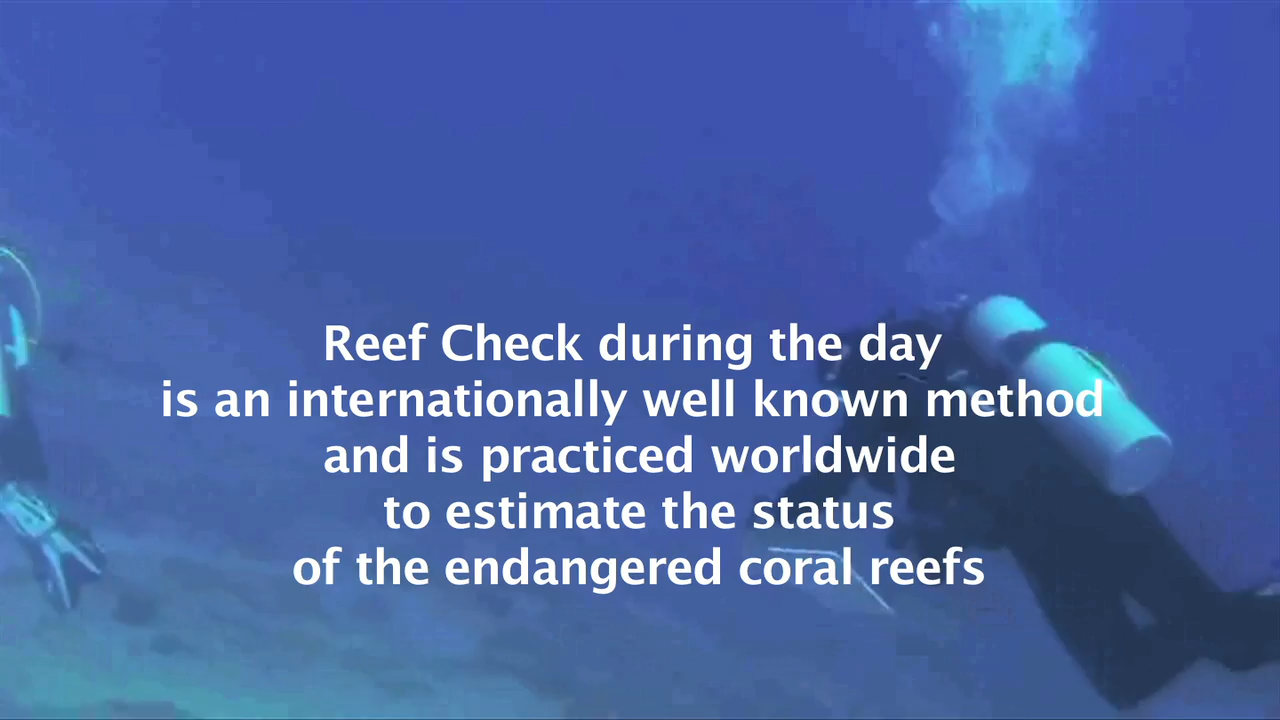 Reef Check during the day
is an internationally well known method
and is practiced worldwide
to estimate the status
of the endangered coral reefs